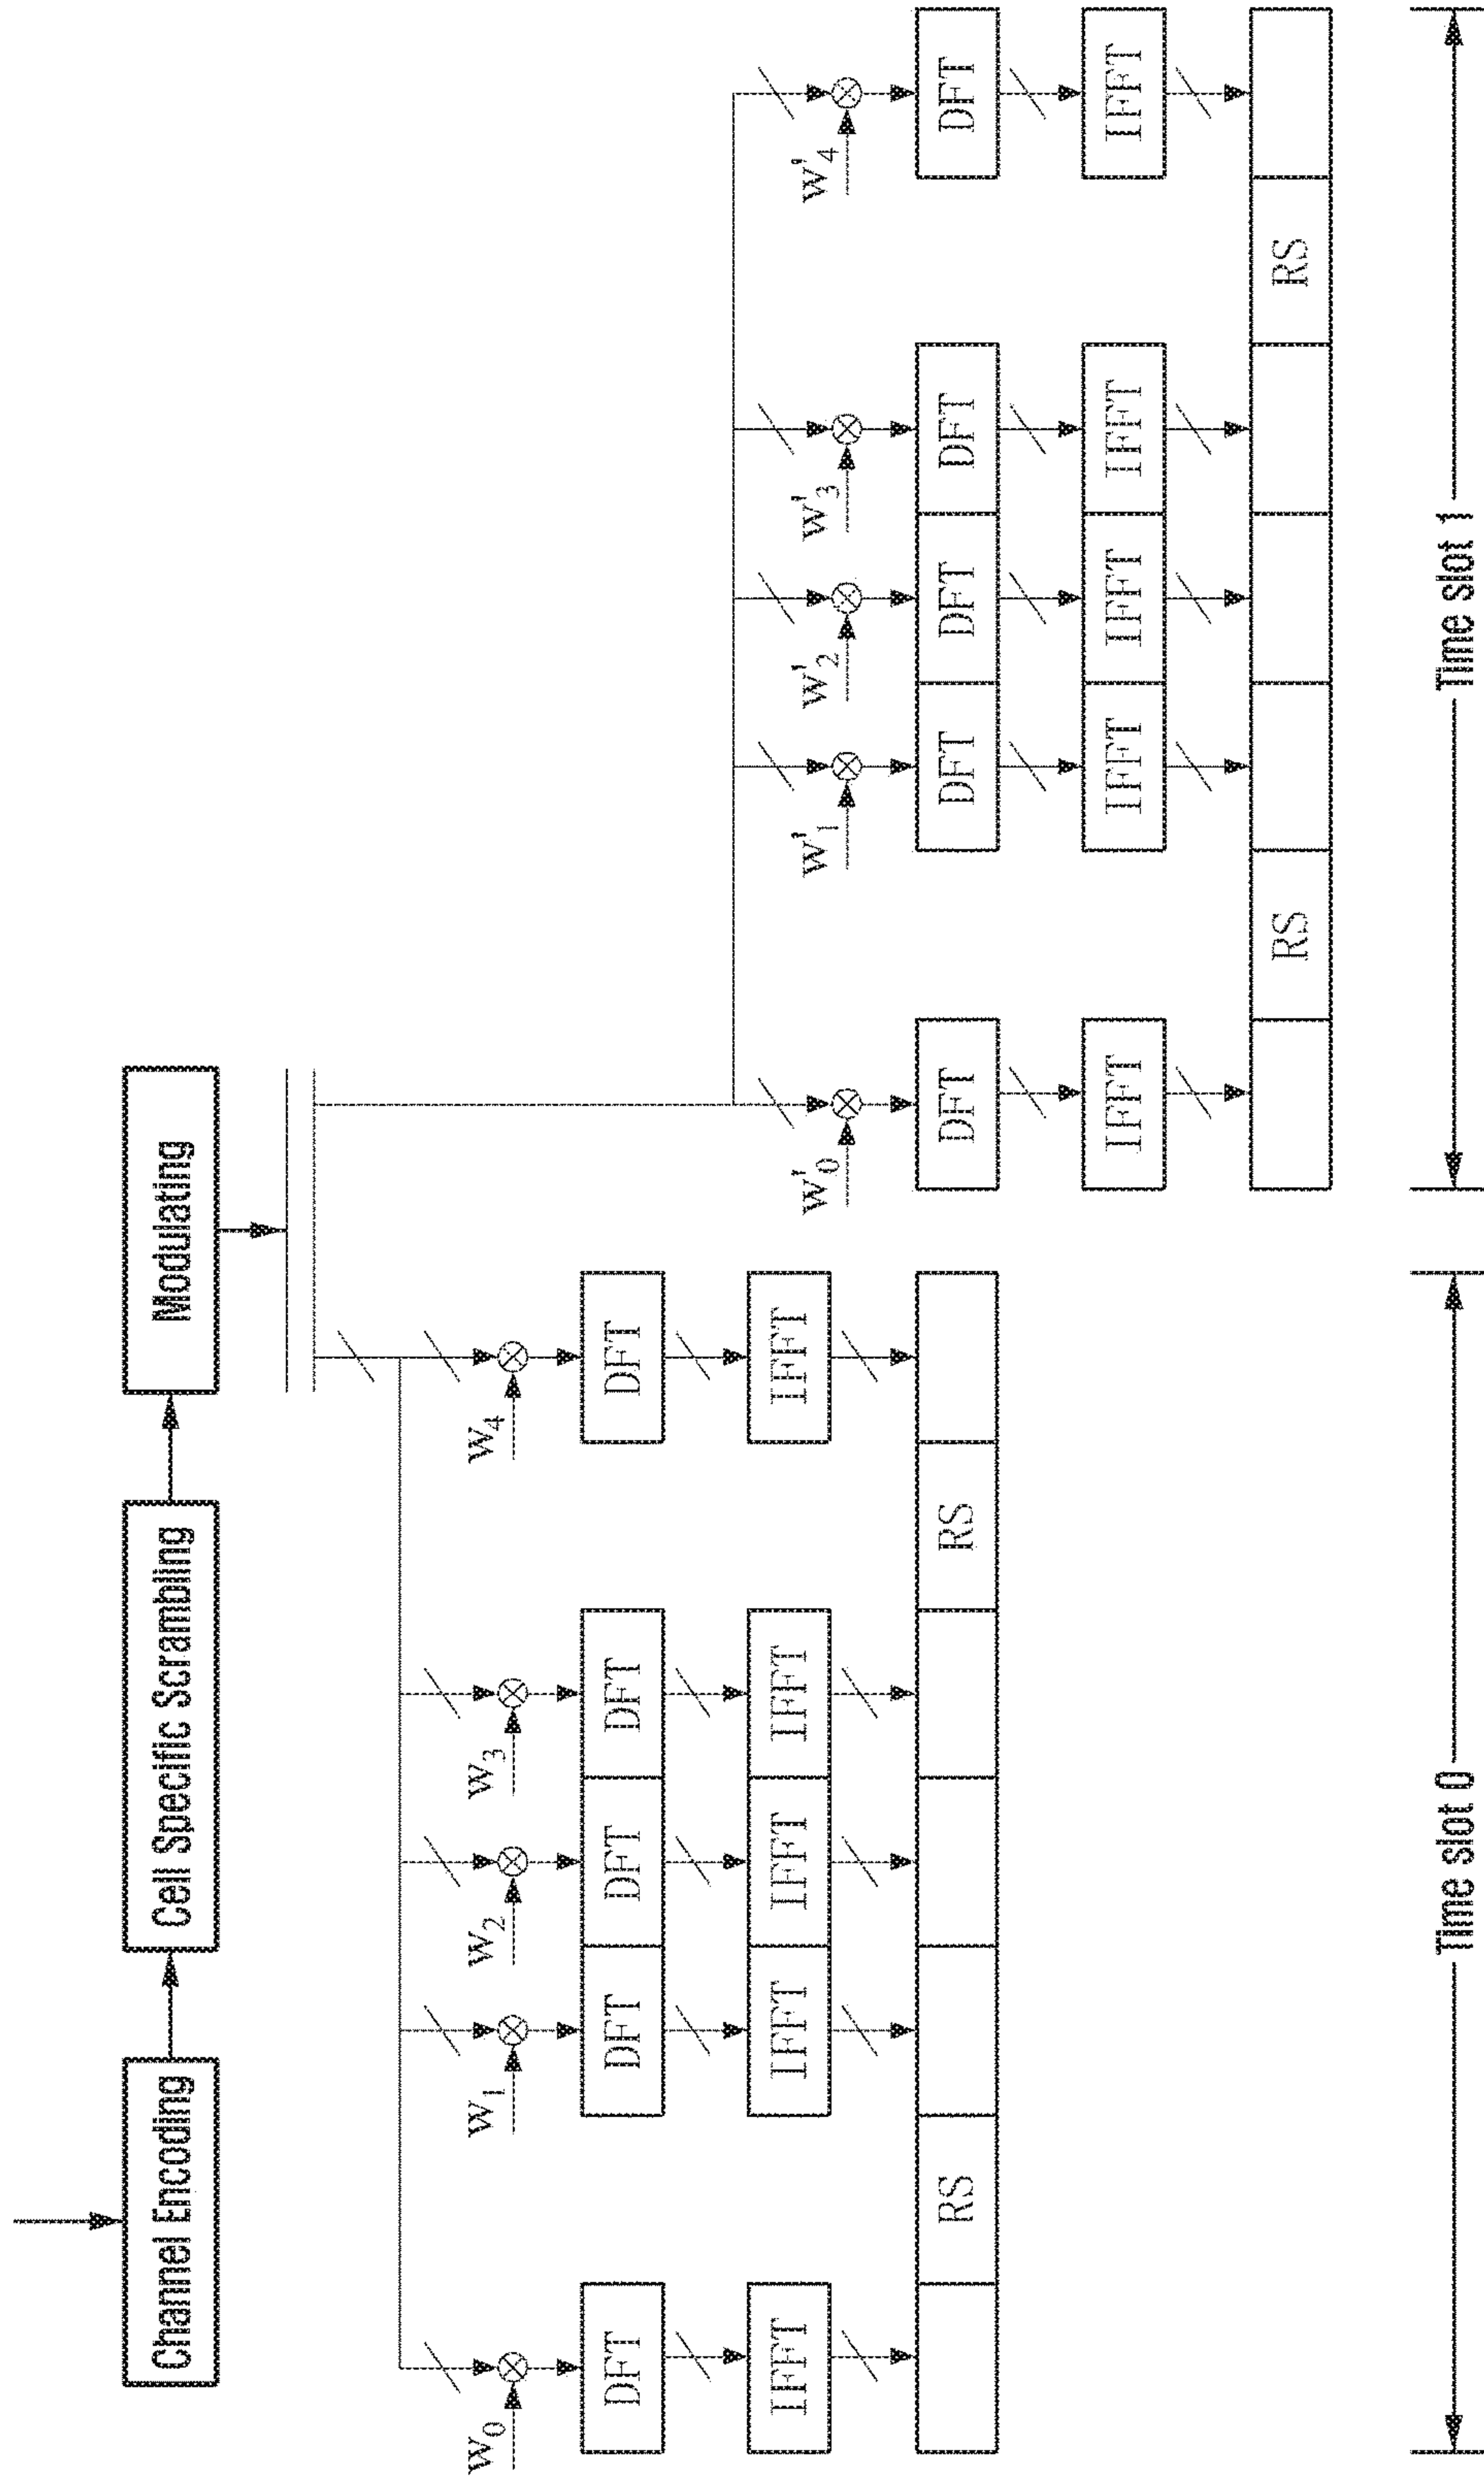 Channel Encoding
Cell Specific Scrambling
Modulating
w0
w1
w2
w3
w4
DFT
DFT
DFT
DFT
DFT
IFFT
IFFT
IFFT
IFFT
IFFT
RS
RS
w'0
w'1
w'2
w'3
w'4
DFT
DFT
DFT
DFT
DFT
IFFT
IFFT
IFFT
IFFT
IFFT
RS
RS
Time slot 0
Time slot 1